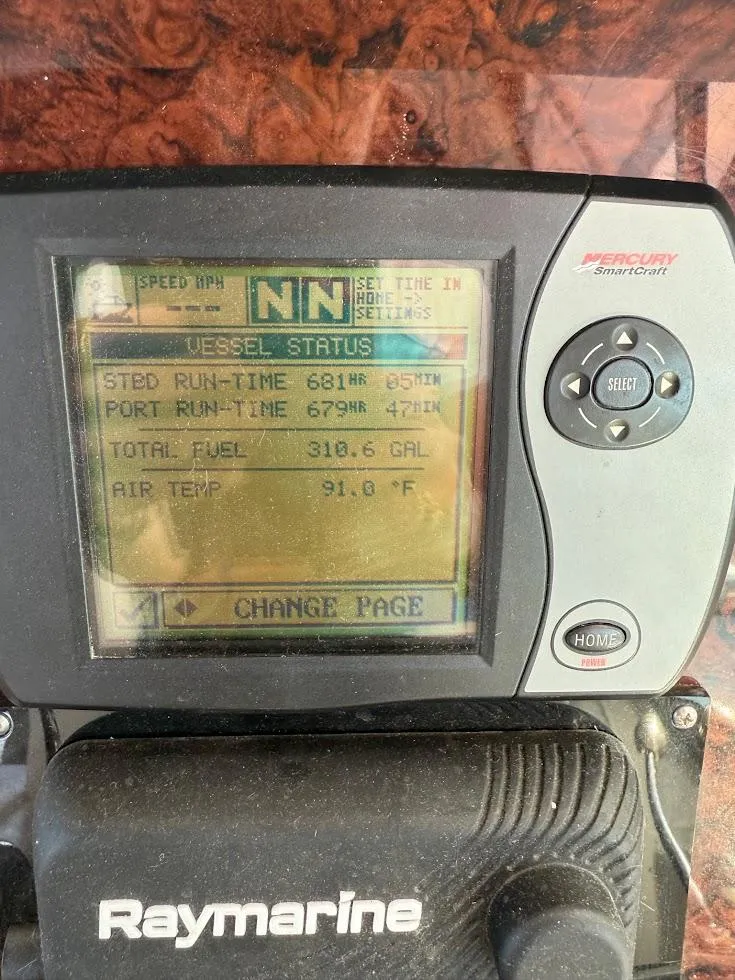 MERCURY
SmartCraft
SPEED MPH
---
N N
SET TIME IN
HOME ->
SETTINGS
VESSEL STATUS
STBD RUN-TIME 681HR 05MIN
PORT RUN-TIME 679HR 47MIN
TOTAL FUEL 310.6 GAL
AIR TEMP 91.0 °F
CHANGE PAGE
SELECT
HOME
POWER
Raymarine